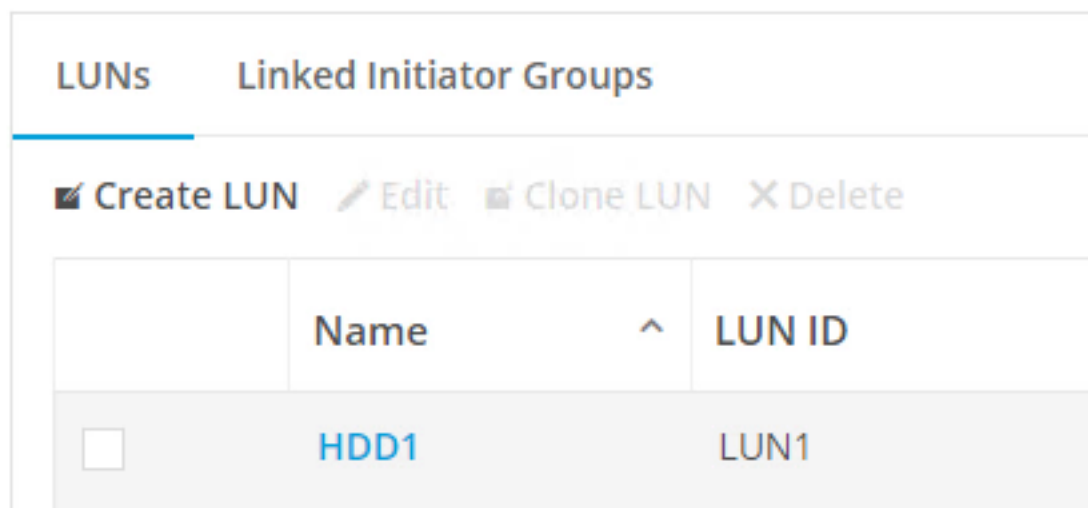 LUNs Linked Initiator Groups
Create LUN Edit Clone LUN Delete
Name LUN ID
HDD1 LUN1